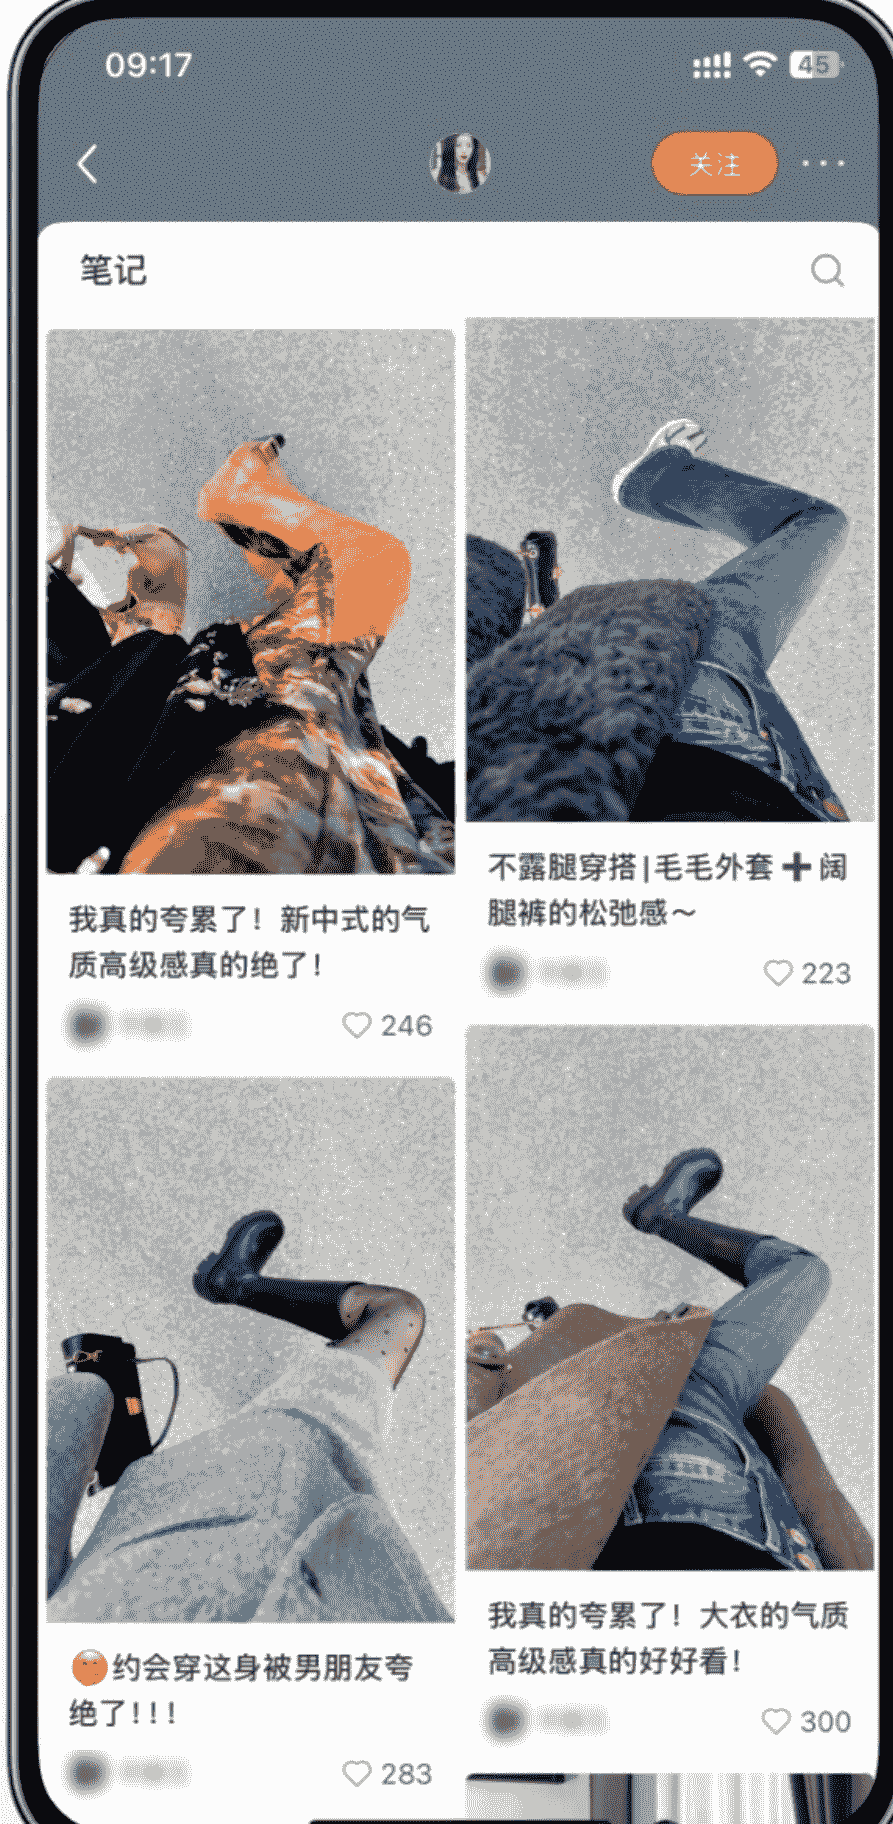 09:17
45
关注
笔记
我真的夸累了！新中式的气
质高级感真的绝了！
246
不露腿穿搭|毛毛外套➕阔
腿裤的松弛感～
223
约会穿这身被男朋友夸
绝了!!!
283
我真的夸累了！大衣的气质
高级感真的好好看！
300